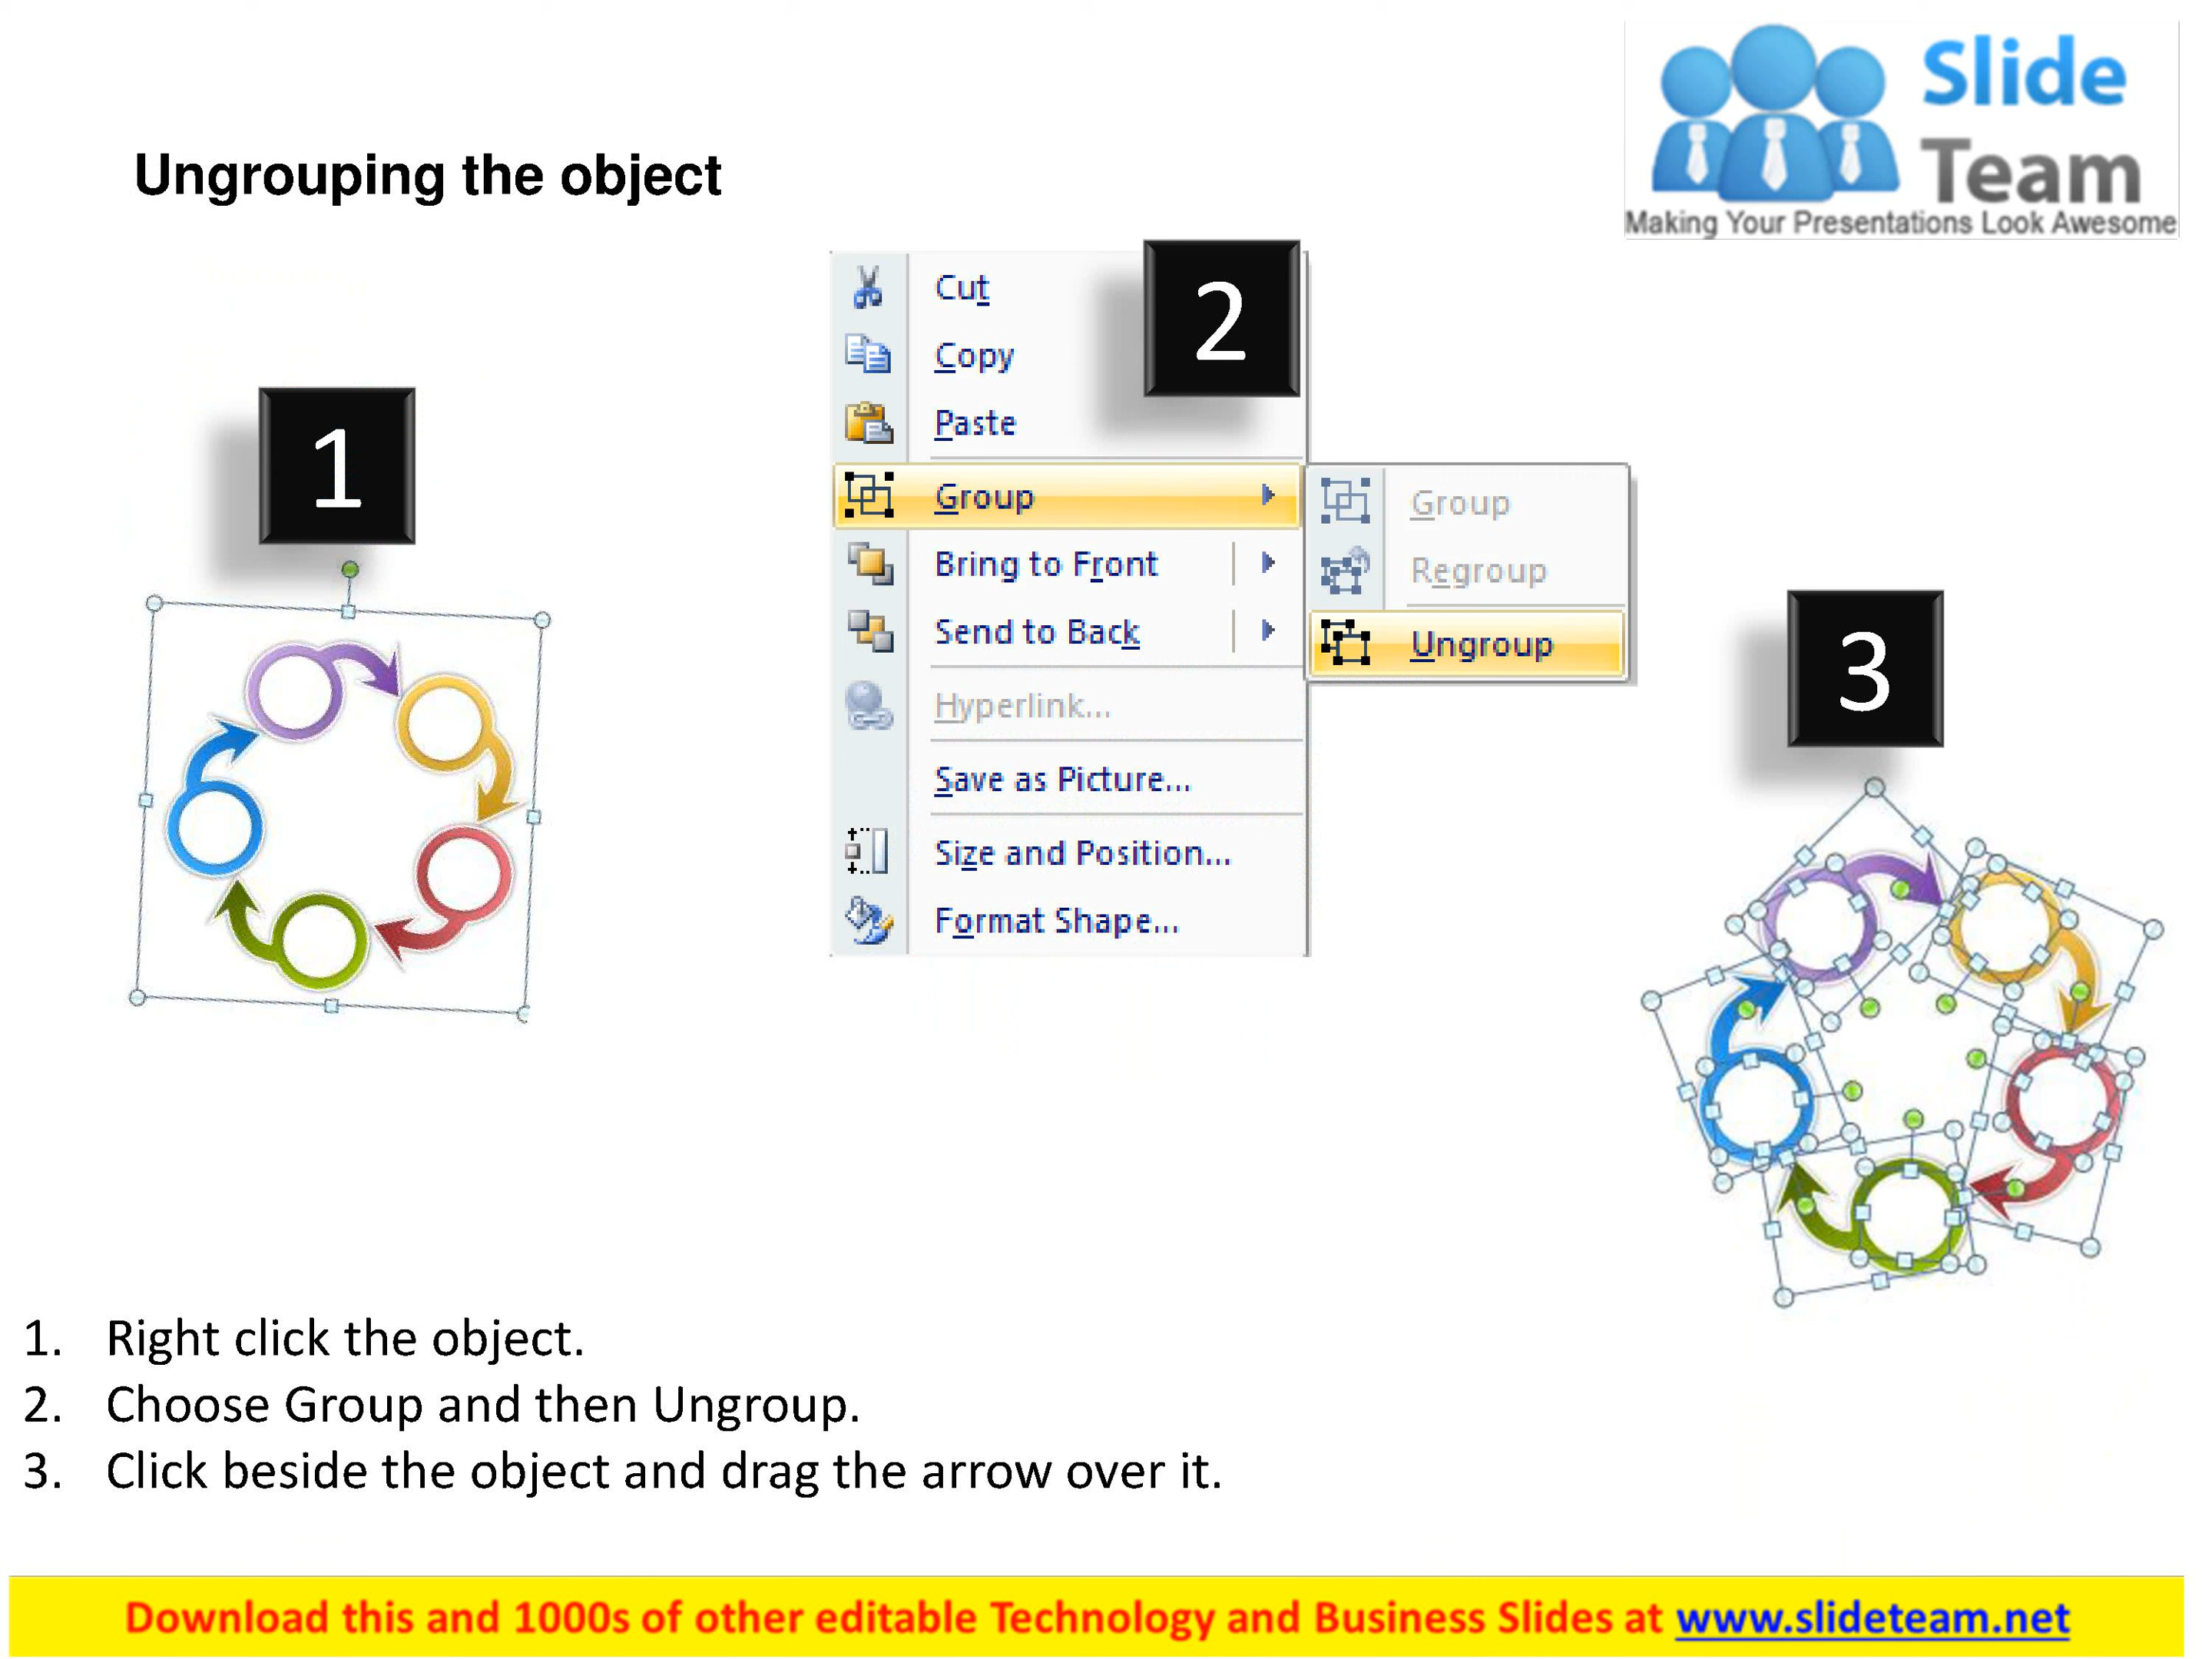 Slide
Team
Making Your Presentations Look Awesome
Ungrouping the object
1
2
Cut
Copy
Paste
Group
Bring to Front
Send to Back
Hyperlink...
Save as Picture...
Size and Position...
Format Shape...
Group
Regroup
Ungroup
3
1. Right click the object.
2. Choose Group and then Ungroup.
3. Click beside the object and drag the arrow over it.
Download this and 1000s of other editable Technology and Business Slides at www.slideteam.net